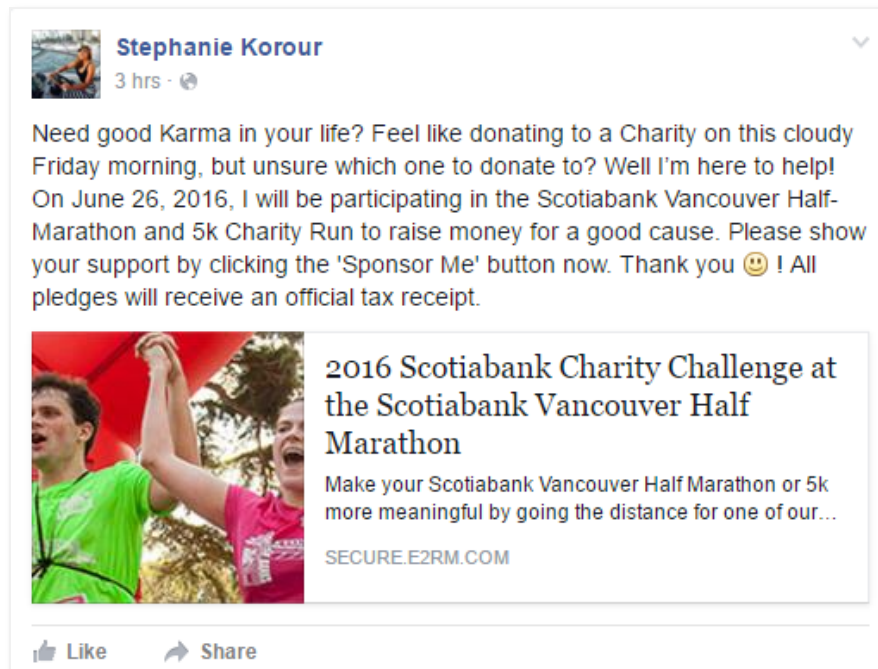 Stephanie Korour
3 hrs ·
Need good Karma in your life? Feel like donating to a Charity on this cloudy
Friday morning, but unsure which one to donate to? Well I'm here to help!
On June 26, 2016, I will be participating in the Scotiabank Vancouver Half-
Marathon and 5k Charity Run to raise money for a good cause. Please show
your support by clicking the 'Sponsor Me' button now. Thank you 🙂 ! All
pledges will receive an official tax receipt.
2016 Scotiabank Charity Challenge at
the Scotiabank Vancouver Half
Marathon
Make your Scotiabank Vancouver Half Marathon or 5k
more meaningful by going the distance for one of our...
SECURE.E2RM.COM
Like Share